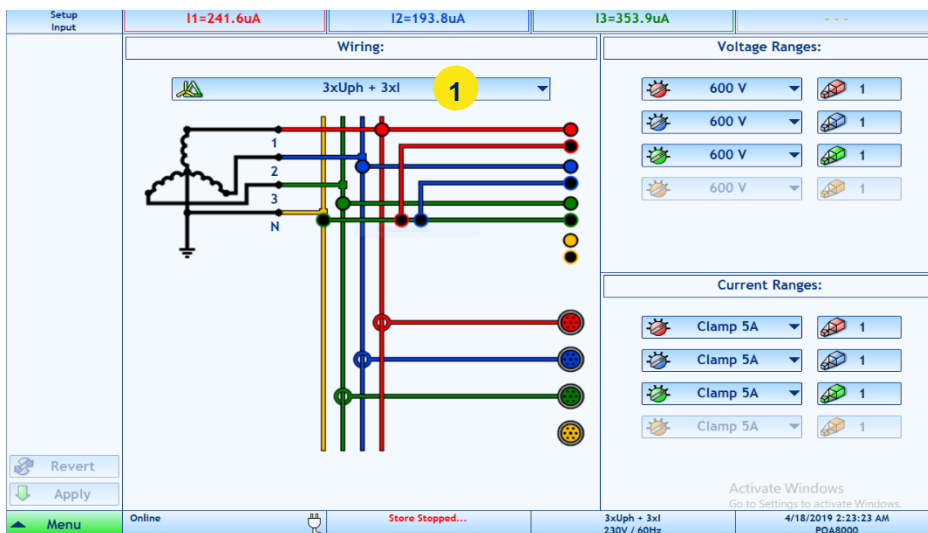 Setup
Input
I1=241.6uA
I2=193.8uA
I3=353.9uA
- - -
Wiring:
3xUph + 3xI
1
1
2
3
N
Voltage Ranges:
600 V 1
600 V 1
600 V 1
600 V 1
Current Ranges:
Clamp 5A 1
Clamp 5A 1
Clamp 5A 1
Clamp 5A 1
Revert
Apply
Menu
Activate Windows
Go to Settings to activate Windows.
Online
Store Stopped...
3xUph + 3xI
230V / 60Hz
4/18/2019 2:23:23 AM
PQA8000